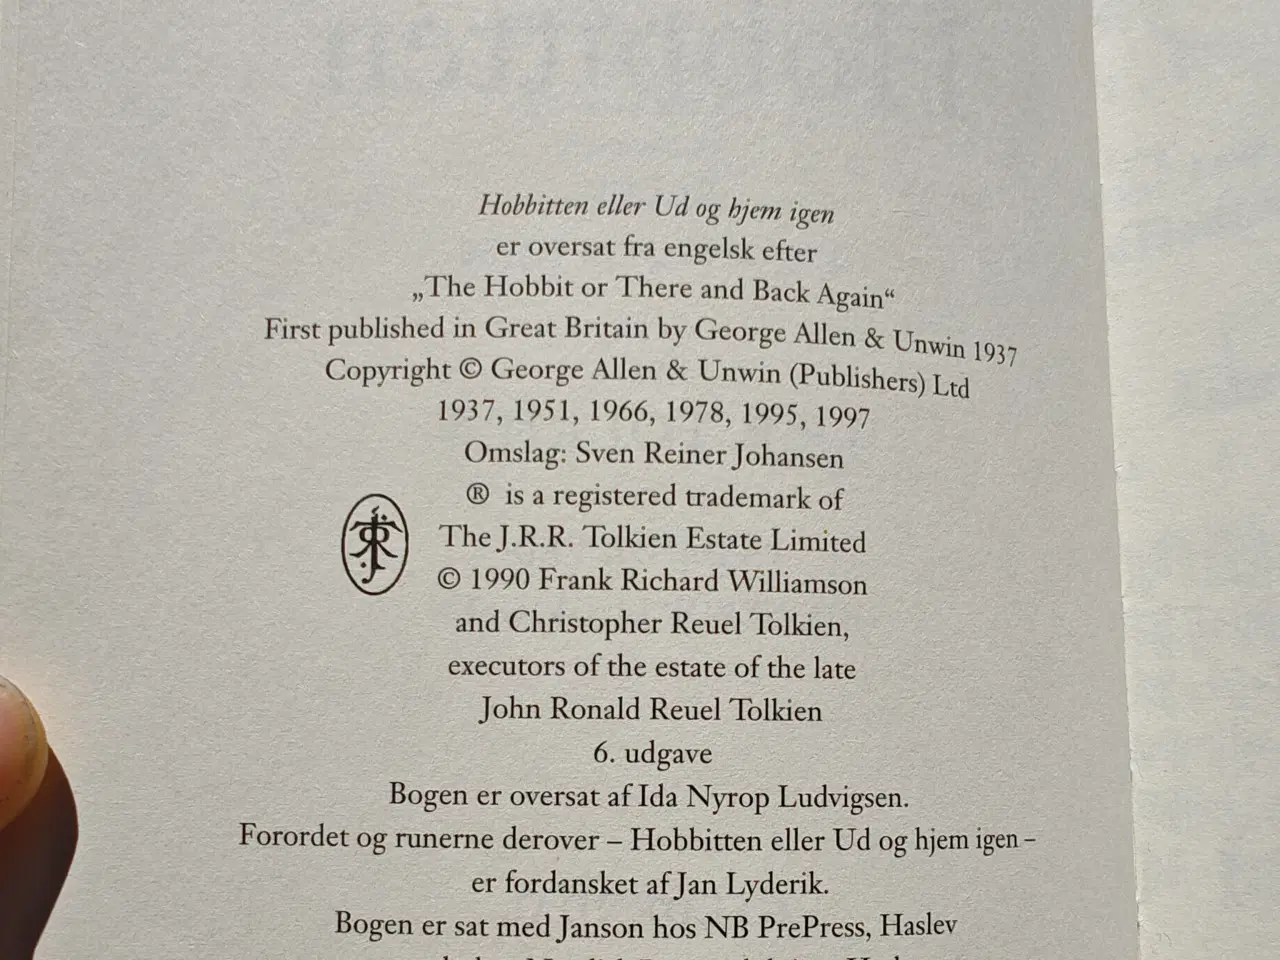 Hobbitten eller Ud og hjem igen
er oversat fra engelsk efter
„The Hobbit or There and Back Again“
First published in Great Britain by George Allen & Unwin 1937
Copyright © George Allen & Unwin (Publishers) Ltd
1937, 1951, 1966, 1978, 1995, 1997
Omslag: Sven Reiner Johansen
® is a registered trademark of
The J.R.R. Tolkien Estate Limited
© 1990 Frank Richard Williamson
and Christopher Reuel Tolkien,
executors of the estate of the late
John Ronald Reuel Tolkien
6. udgave
Bogen er oversat af Ida Nyrop Ludvigsen.
Forordet og runerne derover – Hobbitten eller Ud og hjem igen –
er fordansket af Jan Lyderik.
Bogen er sat med Janson hos NB PrePress, Haslev